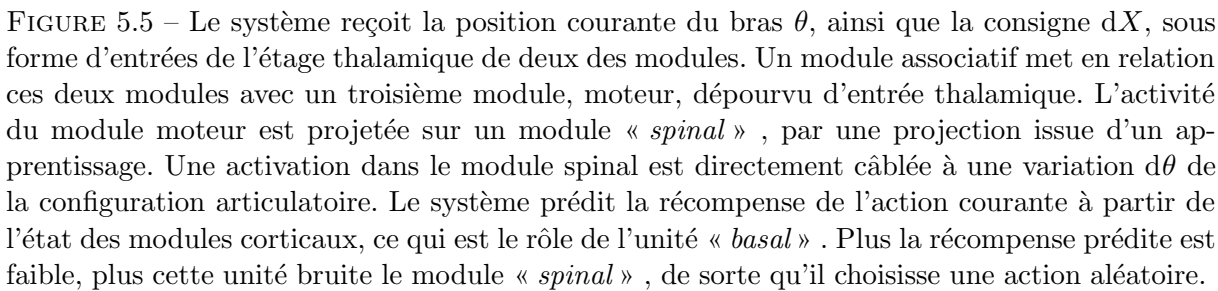 FIGURE 5.5 – Le système reçoit la position courante du bras θ, ainsi que la consigne dX, sous
forme d'entrées de l'étage thalamique de deux des modules. Un module associatif met en relation
ces deux modules avec un troisième module, moteur, dépourvu d'entrée thalamique. L'activité
du module moteur est projetée sur un module « spinal » , par une projection issue d'un ap-
prentissage. Une activation dans le module spinal est directement câblée à une variation dθ de
la configuration articulatoire. Le système prédit la récompense de l'action courante à partir de
l'état des modules corticaux, ce qui est le rôle de l'unité « basal » . Plus la récompense prédite est
faible, plus cette unité bruite le module « spinal » , de sorte qu'il choisisse une action aléatoire.